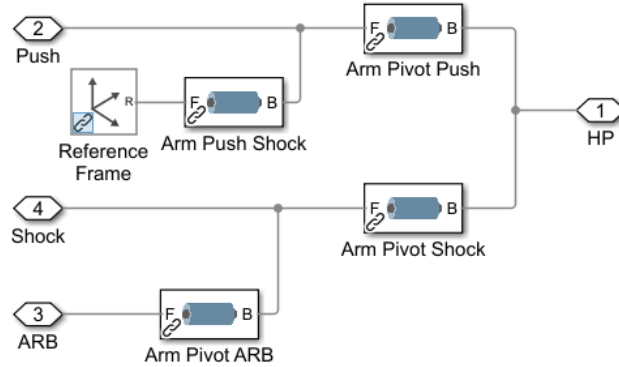 2
Push
F
B
Arm Pivot Push
R
Reference
Frame
F
B
Arm Push Shock
1
HP
4
Shock
F
B
Arm Pivot Shock
3
ARB
F
B
Arm Pivot ARB